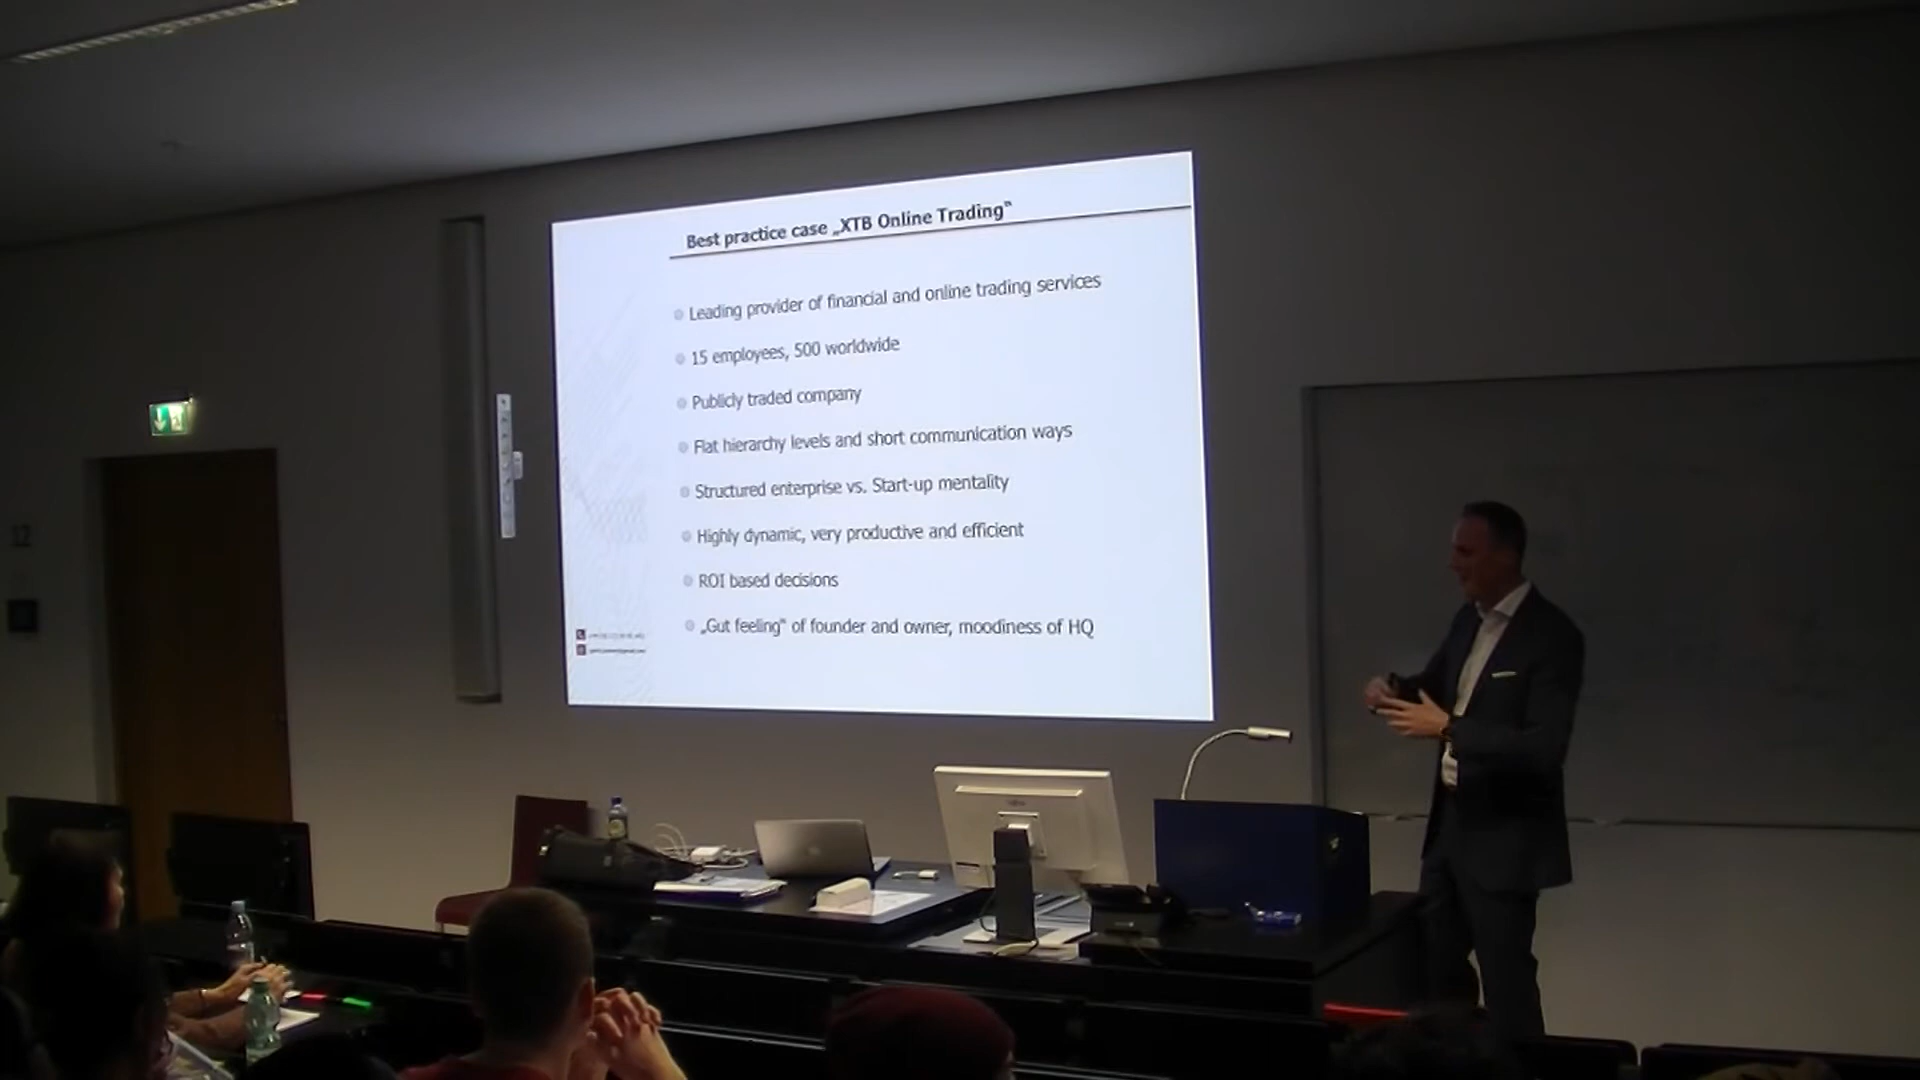 Best practice case „XTB Online Trading“
Leading provider of financial and online trading services
15 employees, 500 worldwide
Publicly traded company
Flat hierarchy levels and short communication ways
Structured enterprise vs. Start-up mentality
Highly dynamic, very productive and efficient
ROI based decisions
„Gut feeling“ of founder and owner, moodiness of HQ
12